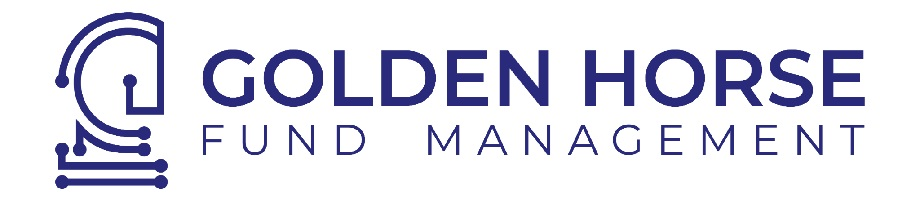 GOLDEN HORSE
FUND MANAGEMENT